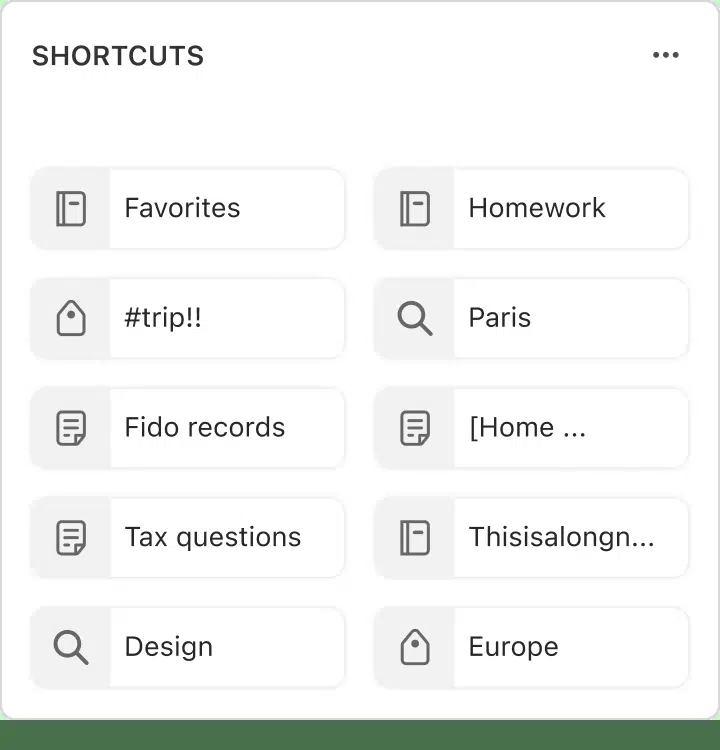 SHORTCUTS
Favorites
Homework
#trip!!
Paris
Fido records
[Home ...
Tax questions
Thisisalongn...
Design
Europe